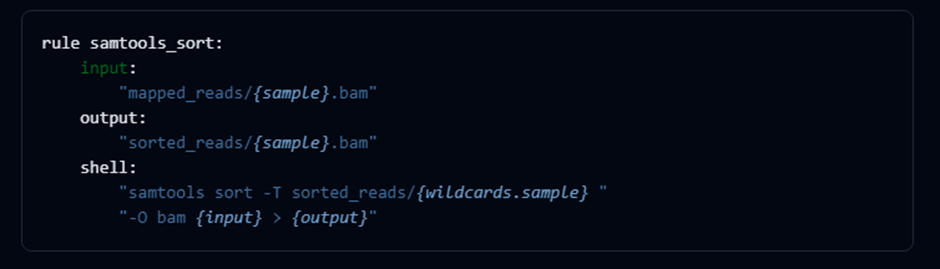 rule samtools_sort:
    input:
        "mapped_reads/{sample}.bam"
    output:
        "sorted_reads/{sample}.bam"
    shell:
        "samtools sort -T sorted_reads/{wildcards.sample} "
        "-O bam {input} > {output}"